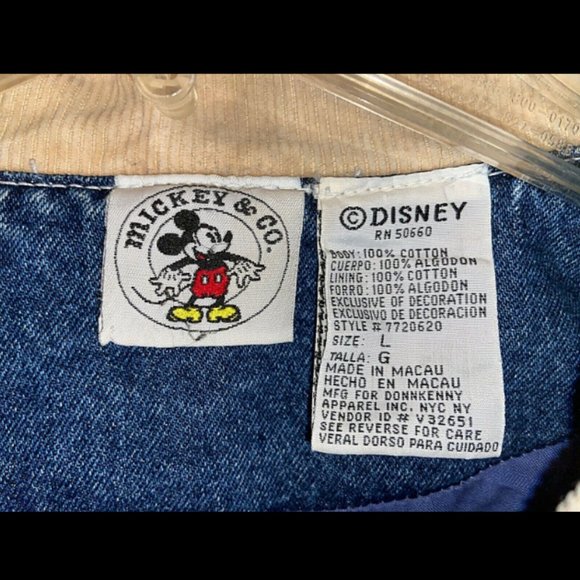 MICKEY & CO.
© DISNEY
RN 50660
BODY: 100% COTTON
CUERPO: 100% ALGODON
LINING: 100% COTTON
FORRO: 100% ALGODON
EXCLUSIVE OF DECORATION
EXCLUSIVO DE DECORACION
STYLE # 7720620
SIZE: L
TALLA: G
MADE IN MACAU
HECHO EN MACAU
MFG FOR DONNKENNY
APPAREL INC. NYC NY
VENDOR ID # V32651
SEE REVERSE FOR CARE
VERAL DORSO PARA CUIDADO